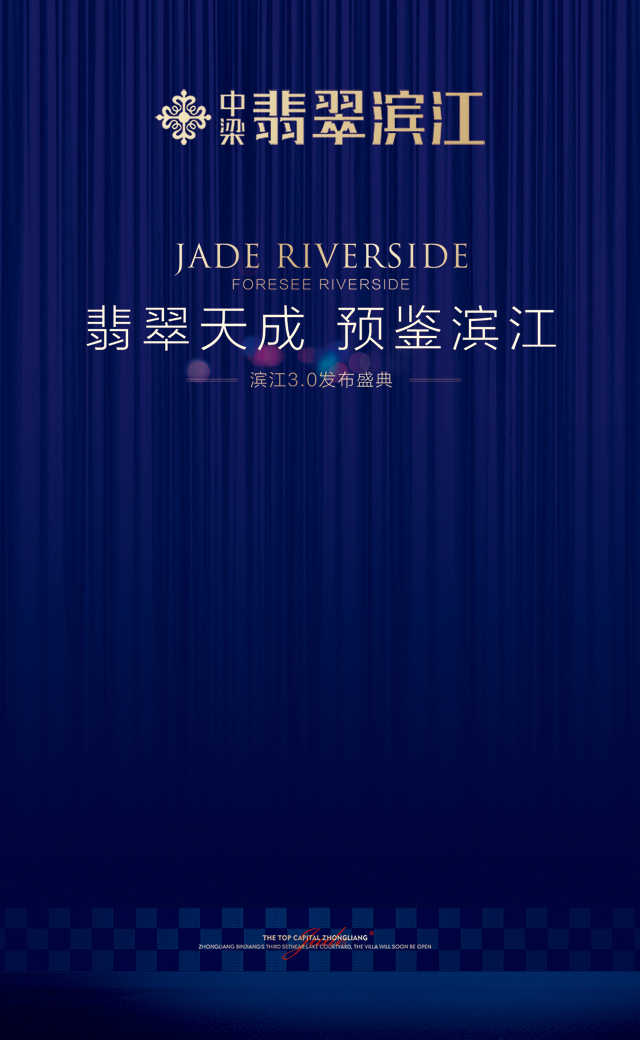 中梁 翡翠滨江
JADE RIVERSIDE
FORESEE RIVERSIDE
翡翠天成 预鉴滨江
滨江3.0发布盛典
THE TOP CAPITAL ZHONGLIANG
ZHONGLIANG BINJIANG'S THIRD SETNEAR LAKE COURTYARD, THE VILLA WILL SOON BE OPEN